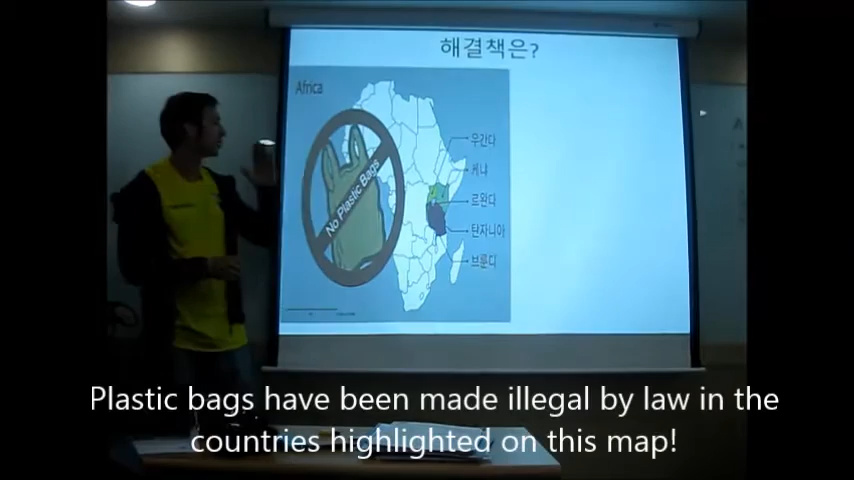 해결책은?
Africa
No Plastic Bags
우간다
케냐
르완다
탄자니아
브룬디
Plastic bags have been made illegal by law in the
countries highlighted on this map!